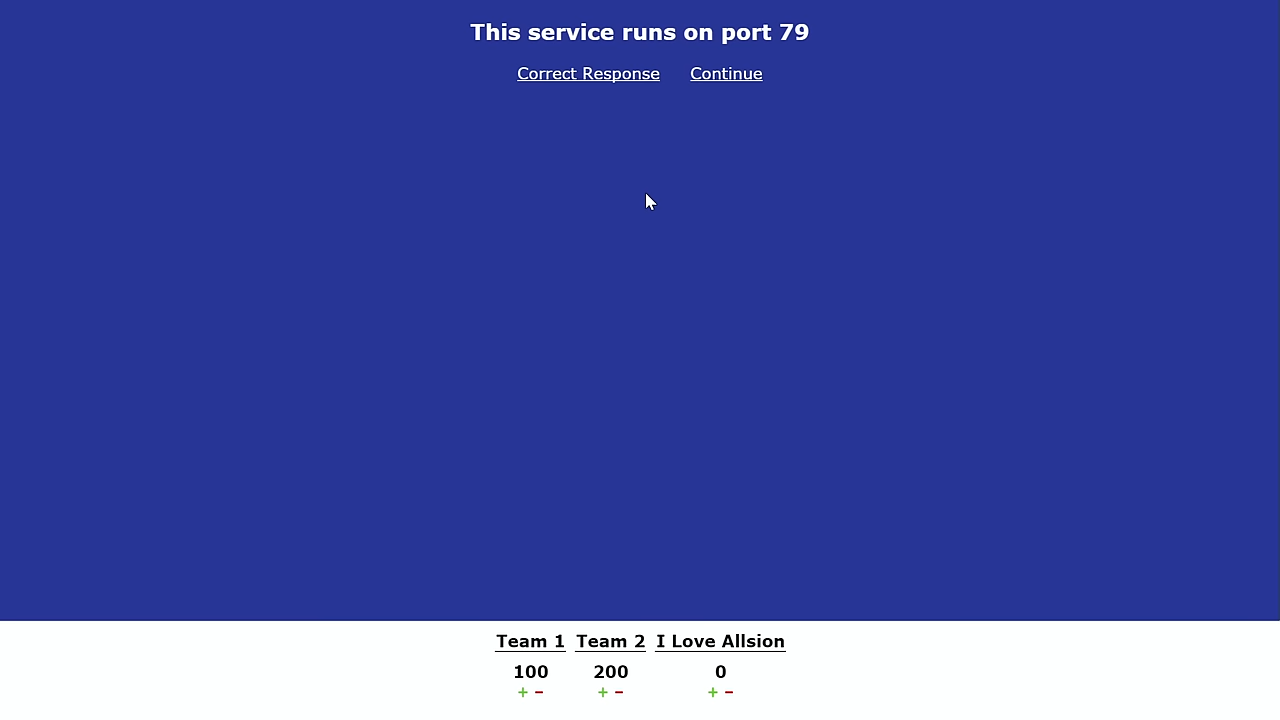 This service runs on port 79
Correct Response Continue
Team 1 Team 2 I Love Allsion
100 200 0
+ – + – + –